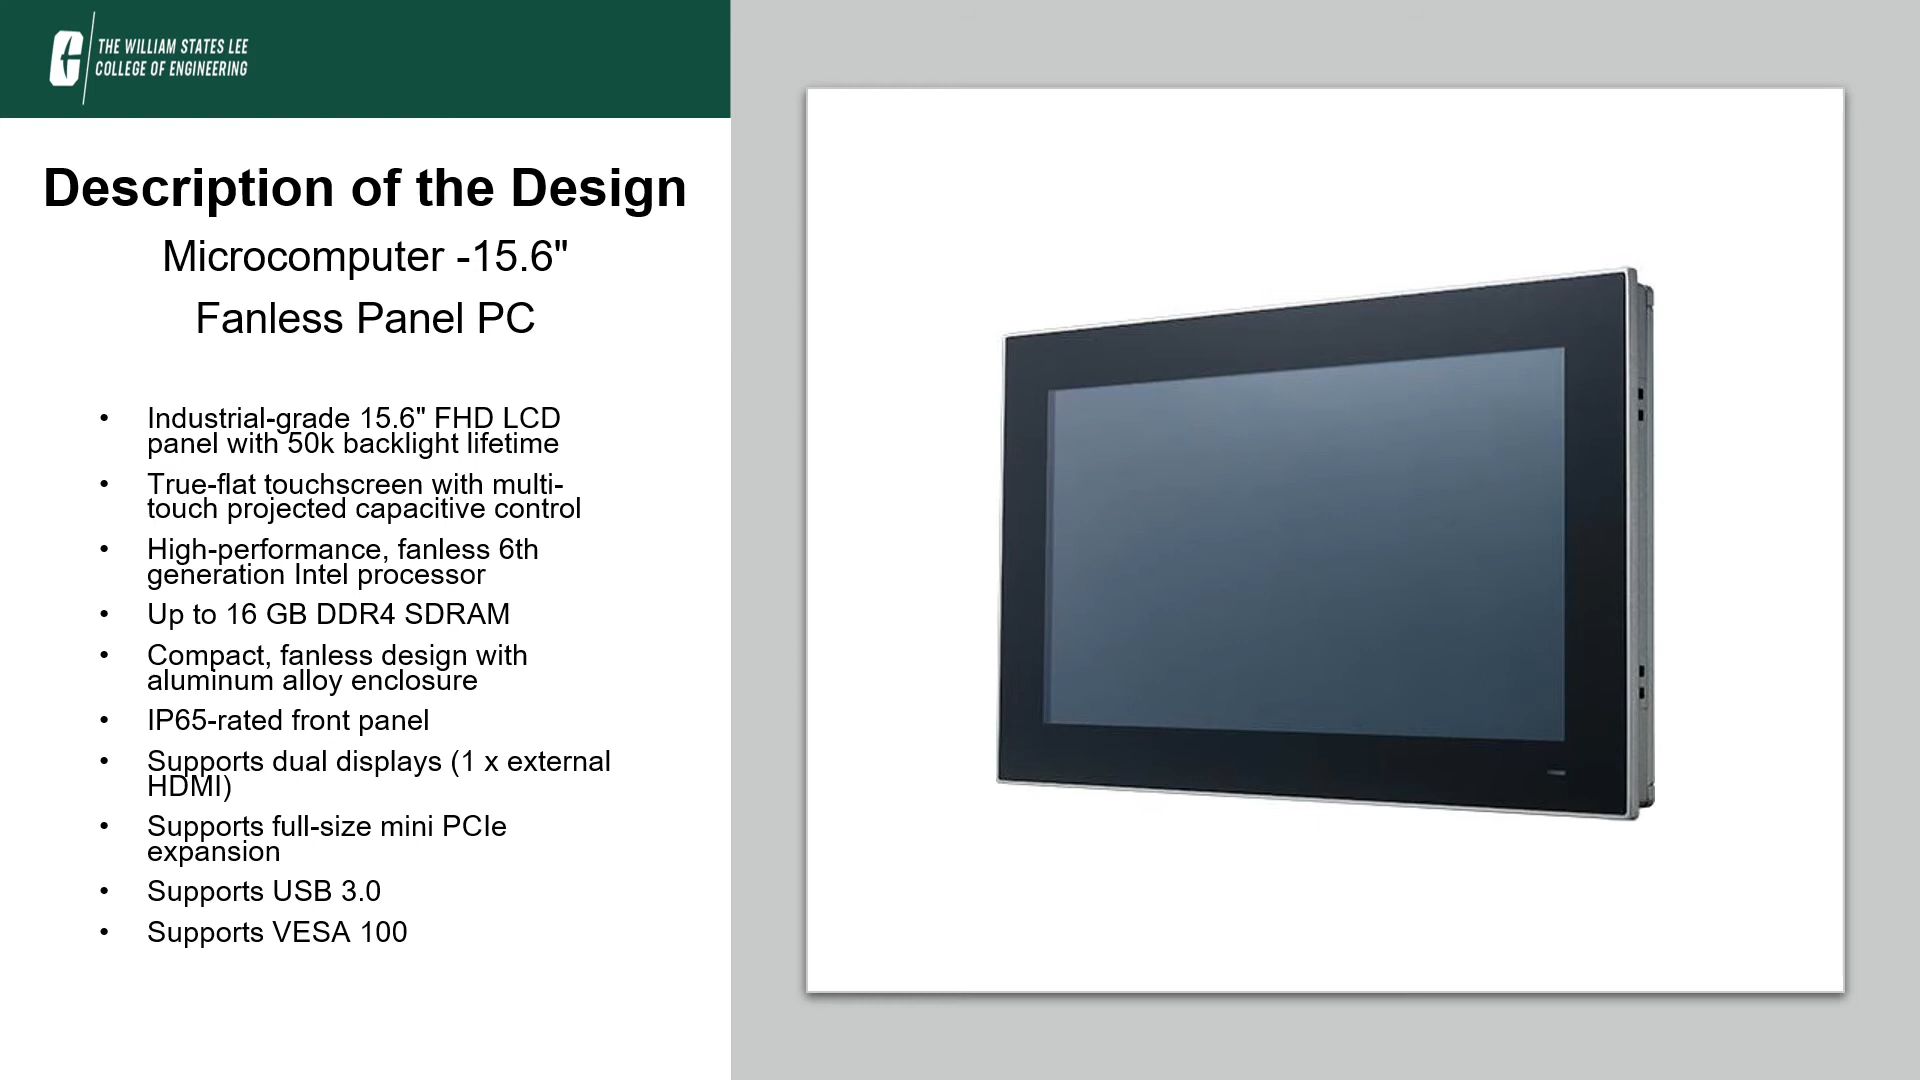 THE WILLIAM STATES LEE
COLLEGE OF ENGINEERING
Description of the Design
Microcomputer -15.6"
Fanless Panel PC
• Industrial-grade 15.6" FHD LCD
panel with 50k backlight lifetime
• True-flat touchscreen with multi-
touch projected capacitive control
• High-performance, fanless 6th
generation Intel processor
• Up to 16 GB DDR4 SDRAM
• Compact, fanless design with
aluminum alloy enclosure
• IP65-rated front panel
• Supports dual displays (1 x external
HDMI)
• Supports full-size mini PCIe
expansion
• Supports USB 3.0
• Supports VESA 100